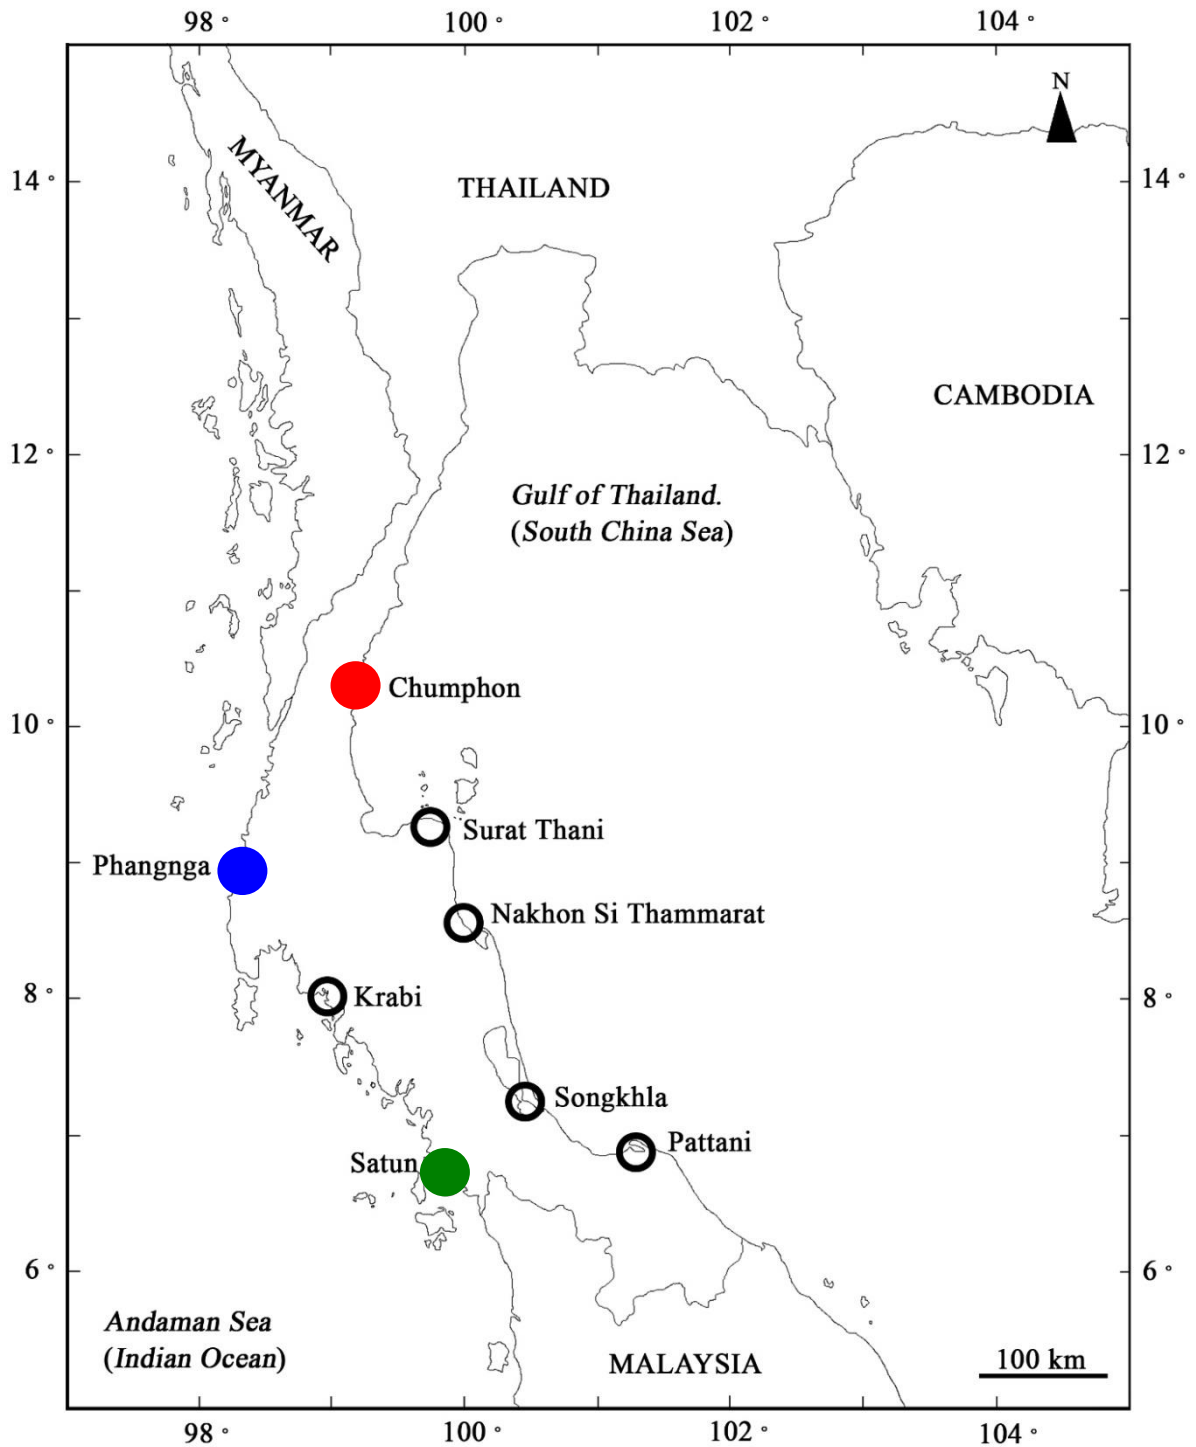 98 °
100 °
102 °
104 °
N
MYANMAR
THAILAND
14 °
14 °
CAMBODIA
12 °
12 °
Gulf of Thailand.
(South China Sea)
Chumphon
10 °
10 °
Surat Thani
Phangnga
Nakhon Si Thammarat
8 °
Krabi
8 °
Songkhla
Pattani
Satun
6 °
6 °
Andaman Sea
(Indian Ocean)
MALAYSIA
100 km
98 °
100 °
102 °
104 °